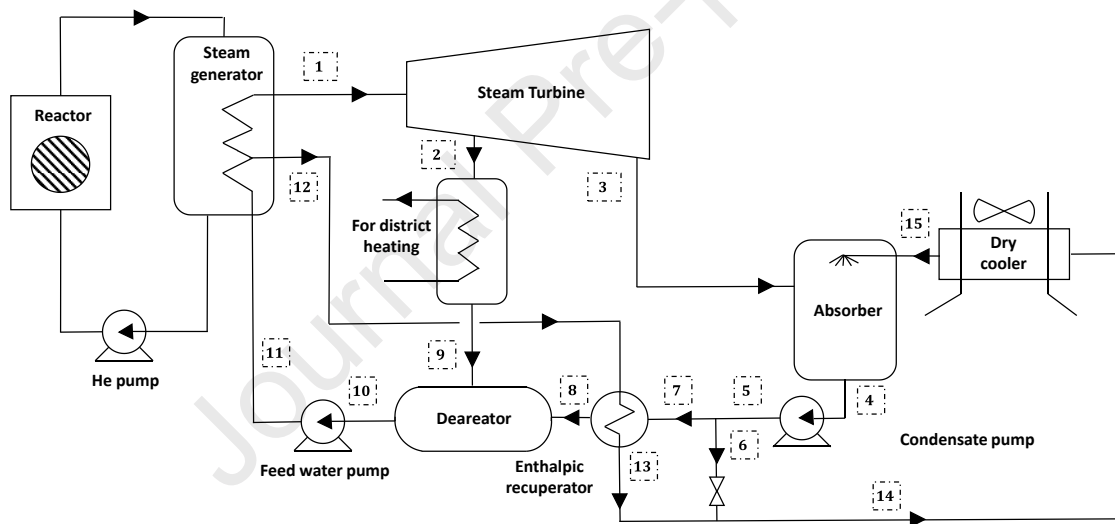 Journal Pre-p
Steam
generator
1
Steam Turbine
Reactor
2
12
3
For district
heating
15
Dry
cooler
Absorber
He pump
11
9
10
8
7
5
4
Deareator
6
Condensate pump
Feed water pump
Enthalpic
recuperator
13
14